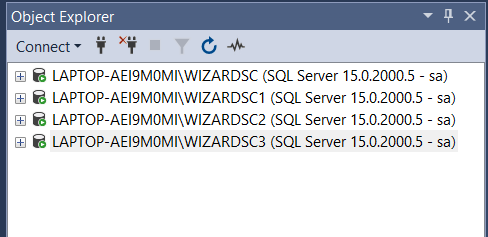 Object Explorer
Connect
LAPTOP-AEI9M0MI\WIZARDSC (SQL Server 15.0.2000.5 - sa)
LAPTOP-AEI9M0MI\WIZARDSC1 (SQL Server 15.0.2000.5 - sa)
LAPTOP-AEI9M0MI\WIZARDSC2 (SQL Server 15.0.2000.5 - sa)
LAPTOP-AEI9M0MI\WIZARDSC3 (SQL Server 15.0.2000.5 - sa)